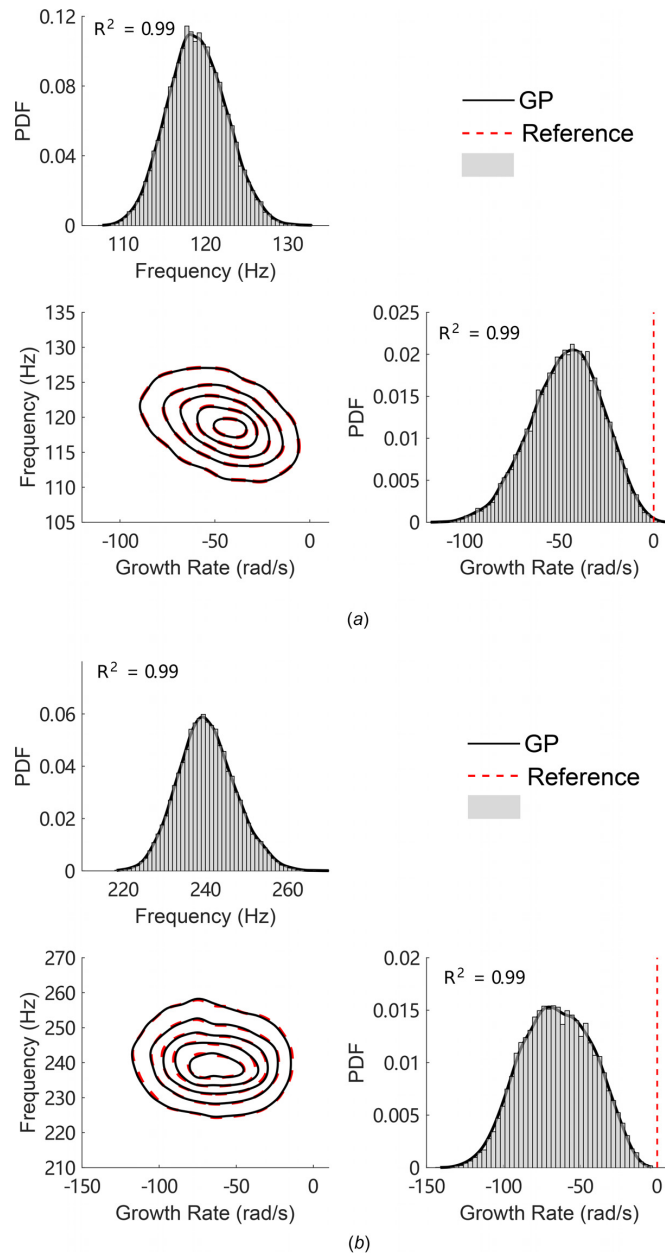 R² = 0.99
0.12
0.08
0.04
0
PDF
110 120 130
Frequency (Hz)
GP
Reference
135
130
125
120
115
110
105
Frequency (Hz)
-100 -50 0
Growth Rate (rad/s)
R² = 0.99
0.025
0.02
0.015
0.01
0.005
0
PDF
-100 -50 0
Growth Rate (rad/s)
(a)
R² = 0.99
0.06
0.04
0.02
0
PDF
220 240 260
Frequency (Hz)
GP
Reference
270
260
250
240
230
220
210
Frequency (Hz)
-150 -100 -50 0
Growth Rate (rad/s)
R² = 0.99
0.02
0.015
0.01
0.005
0
PDF
-150 -100 -50 0
Growth Rate (rad/s)
(b)